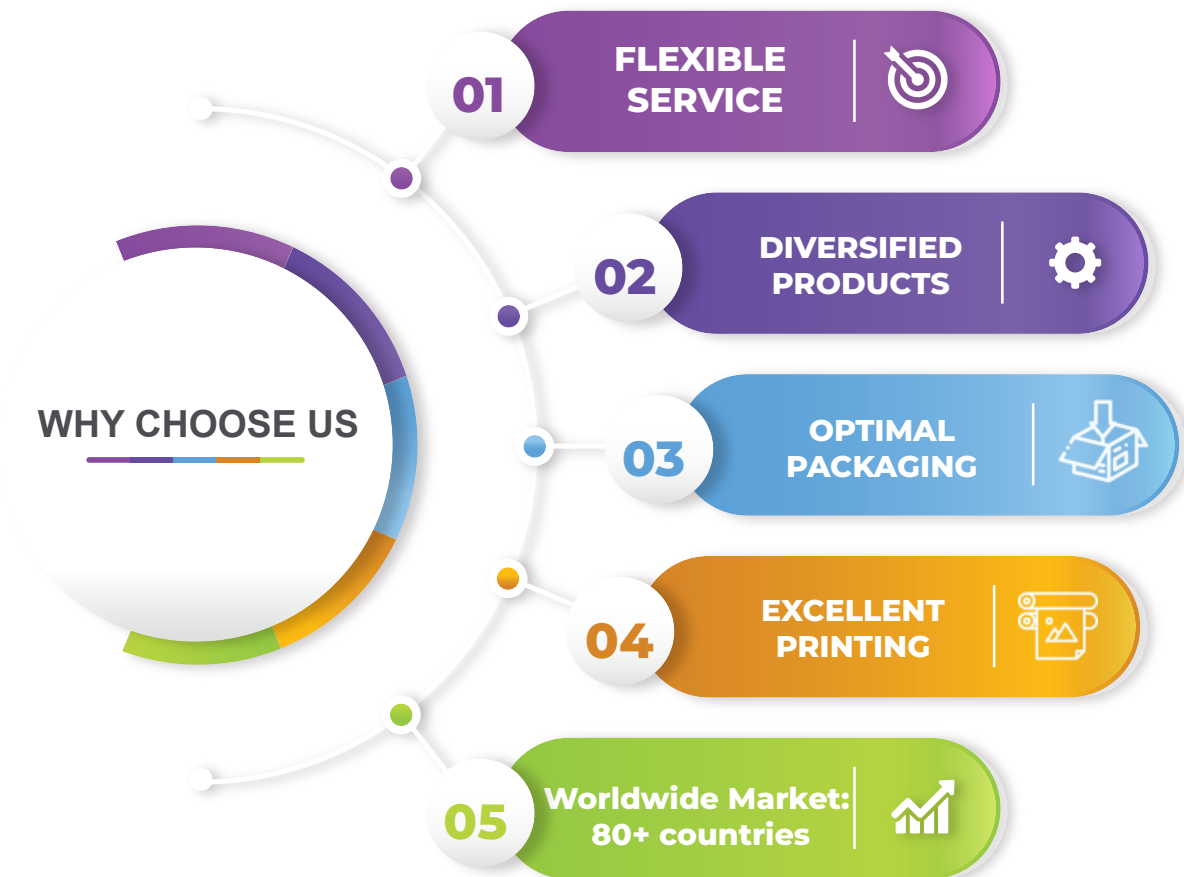 WHY CHOOSE US
01
FLEXIBLE
SERVICE
02
DIVERSIFIED
PRODUCTS
03
OPTIMAL
PACKAGING
04
EXCELLENT
PRINTING
05
Worldwide Market:
80+ countries